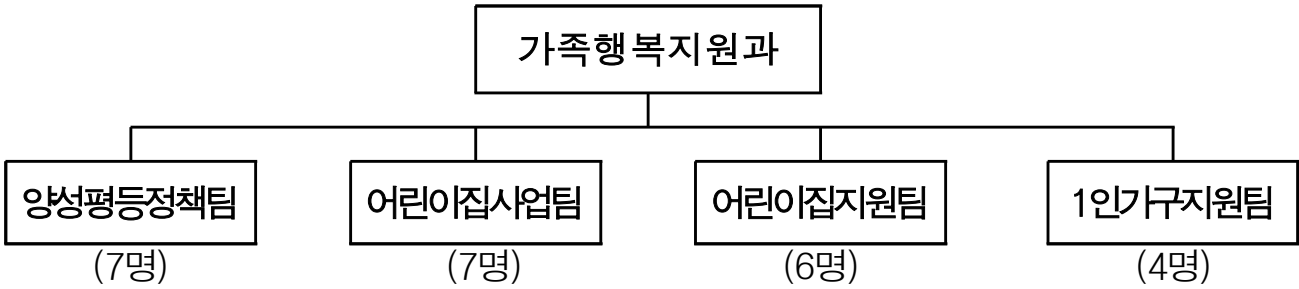 가족행복지원과
양성평등정책팀 어린이집사업팀 어린이집지원팀 1인가구지원팀
(7명) (7명) (6명) (4명)